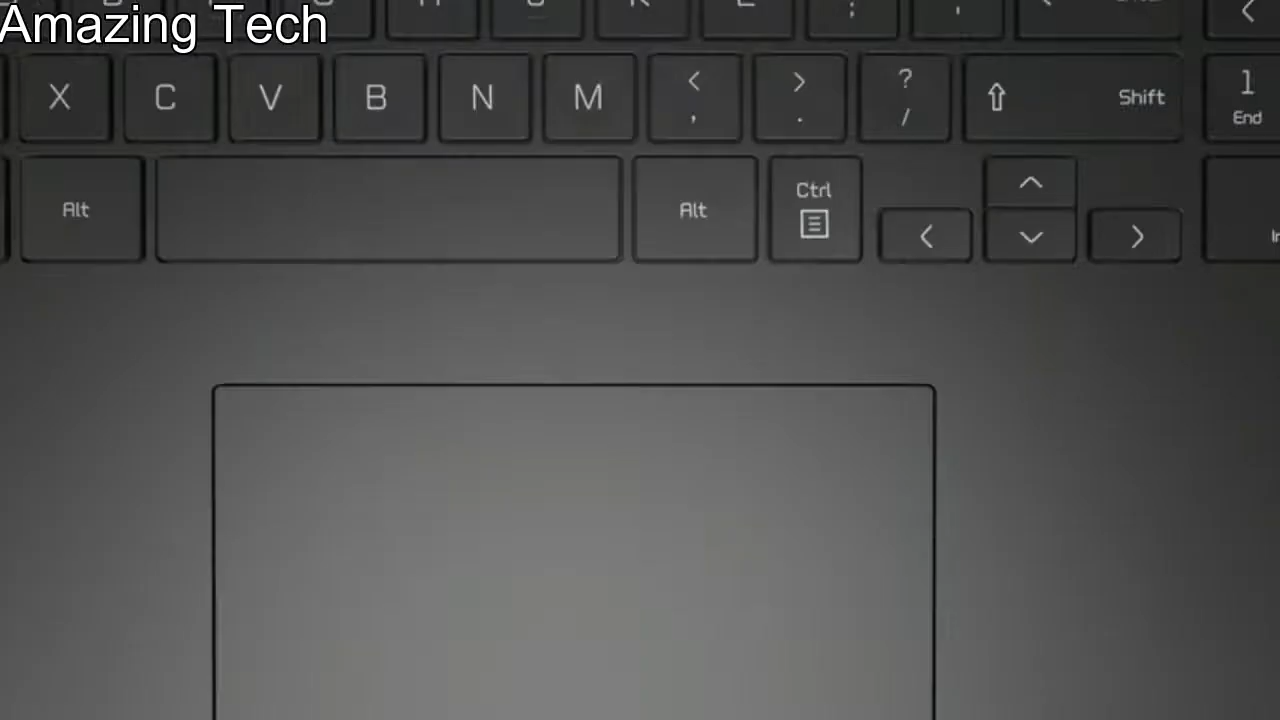 Amazing Tech
X C V B N M < > ? Shift 1
, . / End
Alt Alt Ctrl